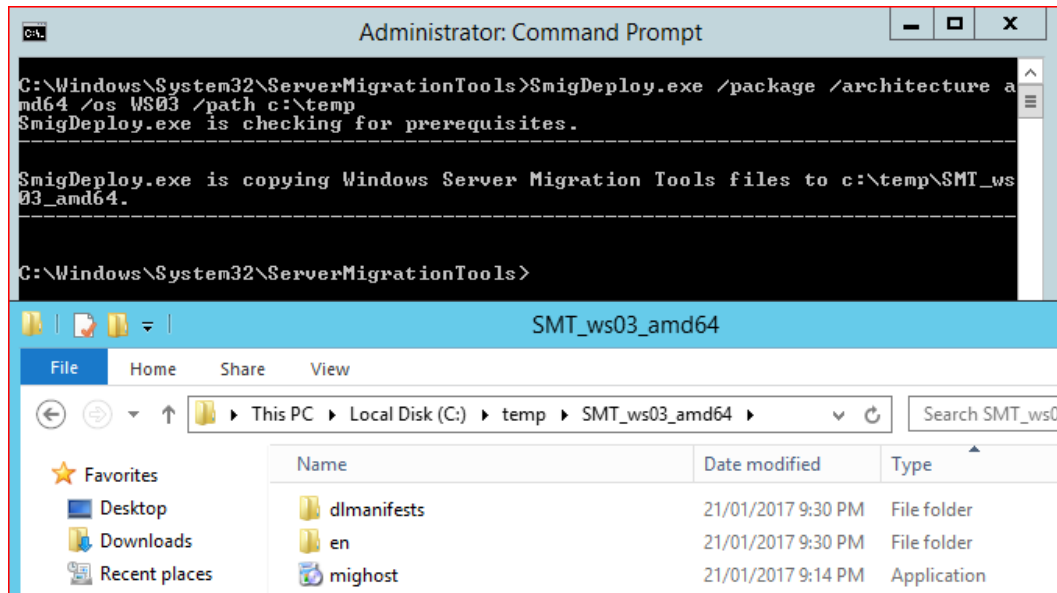 Administrator: Command Prompt
C:\Windows\System32\ServerMigrationTools>SmigDeploy.exe /package /architecture a
md64 /os WS03 /path c:\temp
SmigDeploy.exe is checking for prerequisites.
SmigDeploy.exe is copying Windows Server Migration Tools files to c:\temp\SMT_ws
03_amd64.
C:\Windows\System32\ServerMigrationTools>
SMT_ws03_amd64
File Home Share View
This PC Local Disk (C:) temp SMT_ws03_amd64 Search SMT_ws0
Favorites Name Date modified Type
Desktop dlmanifests 21/01/2017 9:30 PM File folder
Downloads en 21/01/2017 9:30 PM File folder
Recent places mighost 21/01/2017 9:14 PM Application